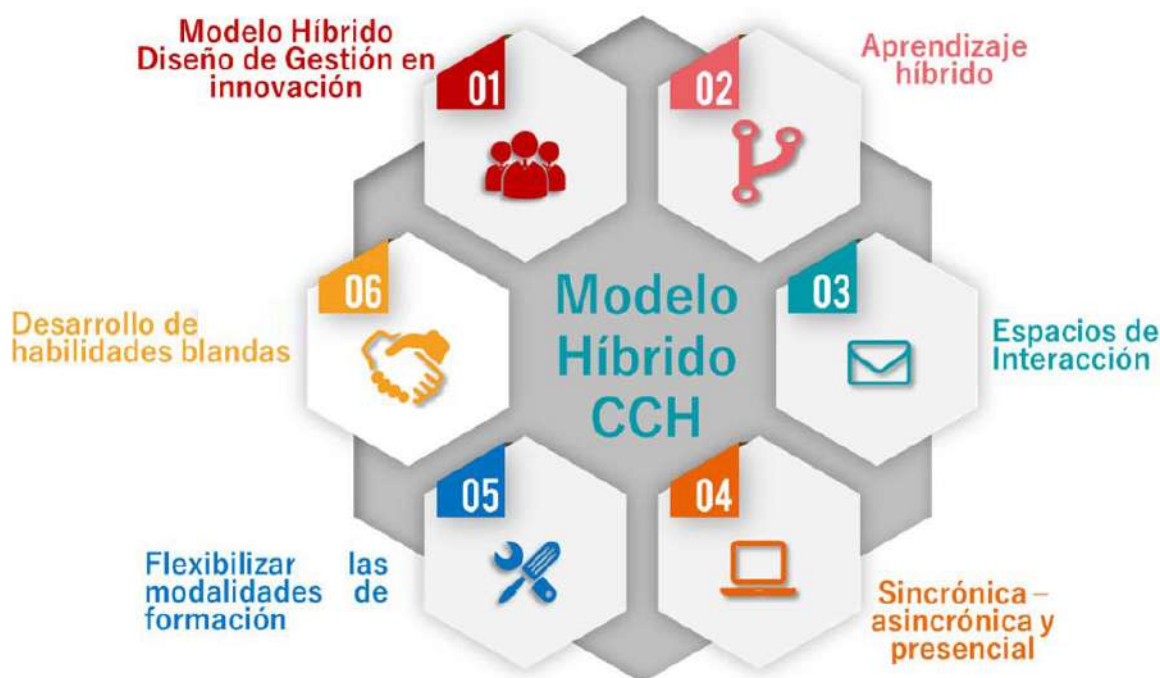 Modelo Híbrido
Diseño de Gestión en
innovación
01
02
Aprendizaje
híbrido
03
Espacios de
Interacción
04
Sincrónica –
asincrónica y
presencial
05
Flexibilizar las
modalidades de
formación
06
Desarrollo de
habilidades blandas
Modelo
Híbrido
CCH